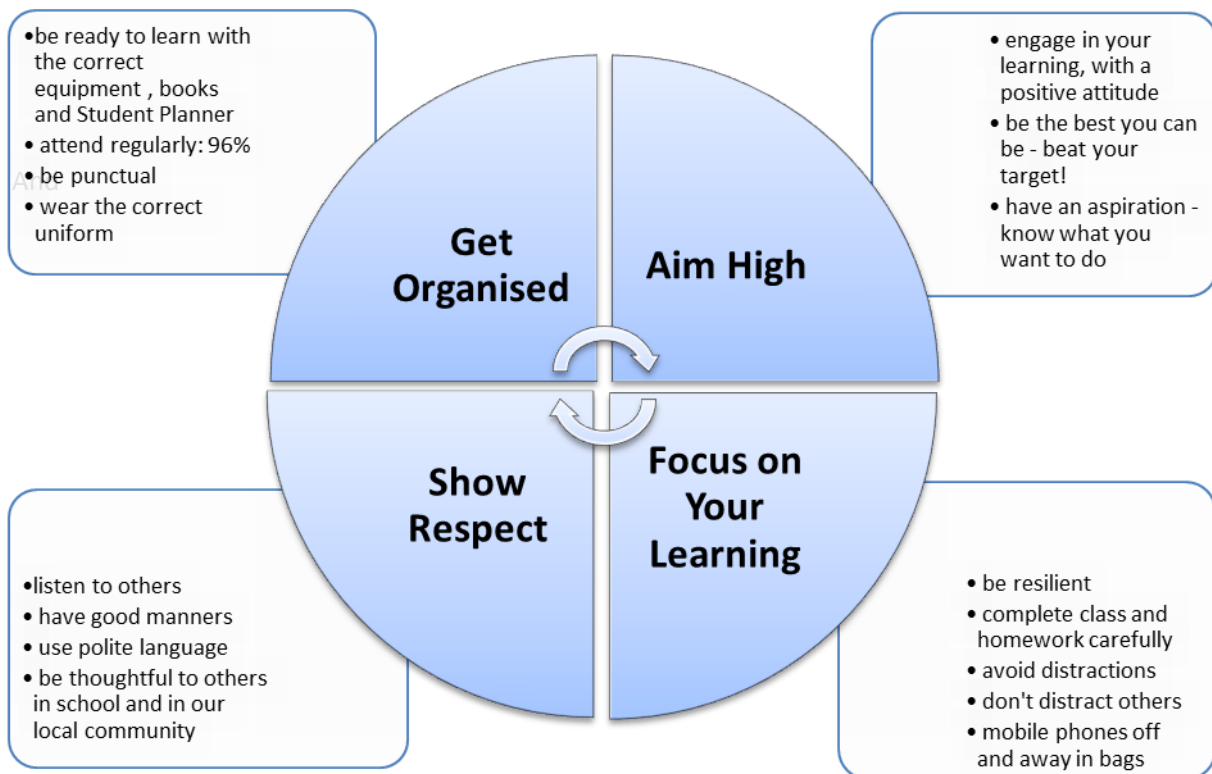 •be ready to learn with
the correct
equipment , books
and Student Planner
• attend regularly: 96%
• be punctual
• wear the correct
uniform
• engage in your
learning, with a
positive attitude
• be the best you can
be - beat your
target!
• have an aspiration -
know what you
want to do
Get
Organised
Aim High
Show
Respect
Focus on
Your
Learning
•listen to others
• have good manners
• use polite language
• be thoughtful to others
in school and in our
local community
• be resilient
• complete class and
homework carefully
• avoid distractions
• don't distract others
• mobile phones off
and away in bags